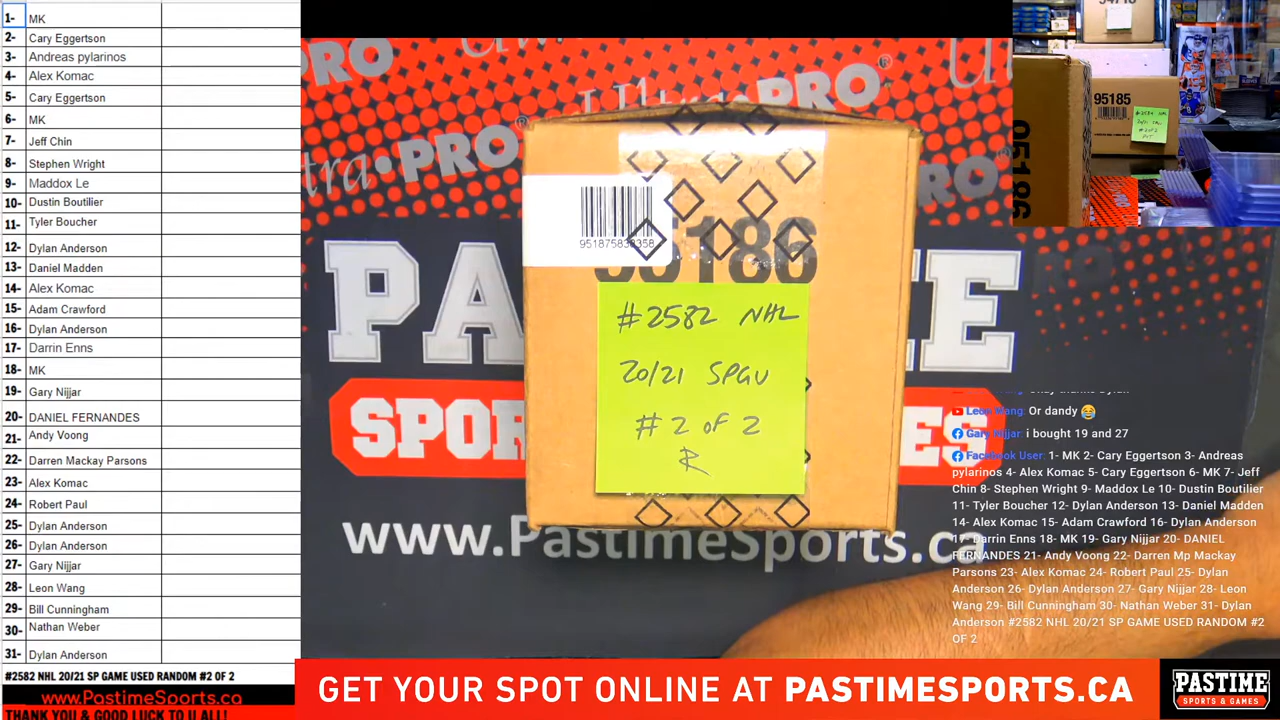 1- MK
2- Cary Eggertson
3- Andreas pylarinos
4- Alex Komac
5- Cary Eggertson
6- MK
7- Jeff Chin
8- Stephen Wright
9- Maddox Le
10- Dustin Boutilier
11- Tyler Boucher
12- Dylan Anderson
13- Daniel Madden
14- Alex Komac
15- Adam Crawford
16- Dylan Anderson
17- Darrin Enns
18- MK
19- Gary Nijjar
20- DANIEL FERNANDES
21- Andy Voong
22- Darren Mackay Parsons
23- Alex Komac
24- Robert Paul
25- Dylan Anderson
26- Dylan Anderson
27- Gary Nijjar
28- Leon Wang
29- Bill Cunningham
30- Nathan Weber
31- Dylan Anderson
#2582 NHL 20/21 SP GAME USED RANDOM #2 OF 2
www.PastimeSports.ca
THANK YOU & GOOD LUCK TO U ALL!
PRO
ltra•PRO
951875838358
95186
#2582 NHL
20/21 SPGU
#2 of 2
R
www.PastimeSports.ca
95185
Leon Wang: Or dandy 😂
Gary Nijjar: i bought 19 and 27
Facebook User: 1- MK 2- Cary Eggertson 3- Andreas
pylarinos 4- Alex Komac 5- Cary Eggertson 6- MK 7- Jeff
Chin 8- Stephen Wright 9- Maddox Le 10- Dustin Boutilier
11- Tyler Boucher 12- Dylan Anderson 13- Daniel Madden
14- Alex Komac 15- Adam Crawford 16- Dylan Anderson
17- Darrin Enns 18- MK 19- Gary Nijjar 20- DANIEL
FERNANDES 21- Andy Voong 22- Darren Mp Mackay
Parsons 23- Alex Komac 24- Robert Paul 25- Dylan
Anderson 26- Dylan Anderson 27- Gary Nijjar 28- Leon
Wang 29- Bill Cunningham 30- Nathan Weber 31- Dylan
Anderson #2582 NHL 20/21 SP GAME USED RANDOM #2
OF 2
GET YOUR SPOT ONLINE AT PASTIMESPORTS.CA
PASTIME
SPORTS & GAMES